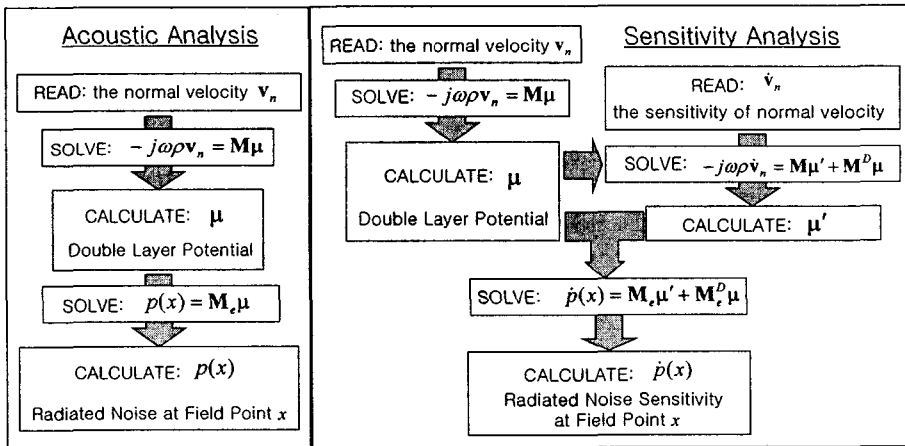 Acoustic Analysis
READ: the normal velocity vₙ
SOLVE: −jωρvₙ = Mμ
CALCULATE: μ
Double Layer Potential
SOLVE: p(x) = Mₑμ
CALCULATE: p(x)
Radiated Noise at Field Point x
Sensitivity Analysis
READ: the normal velocity vₙ
SOLVE: −jωρvₙ = Mμ
READ: v̇ₙ
the sensitivity of normal velocity
CALCULATE: μ
Double Layer Potential
SOLVE: −jωρv̇ₙ = Mμ′ + Mᴰμ
CALCULATE: μ′
SOLVE: ṗ(x) = Mₑμ′ + Mₑᴰμ
CALCULATE: ṗ(x)
Radiated Noise Sensitivity
at Field Point x